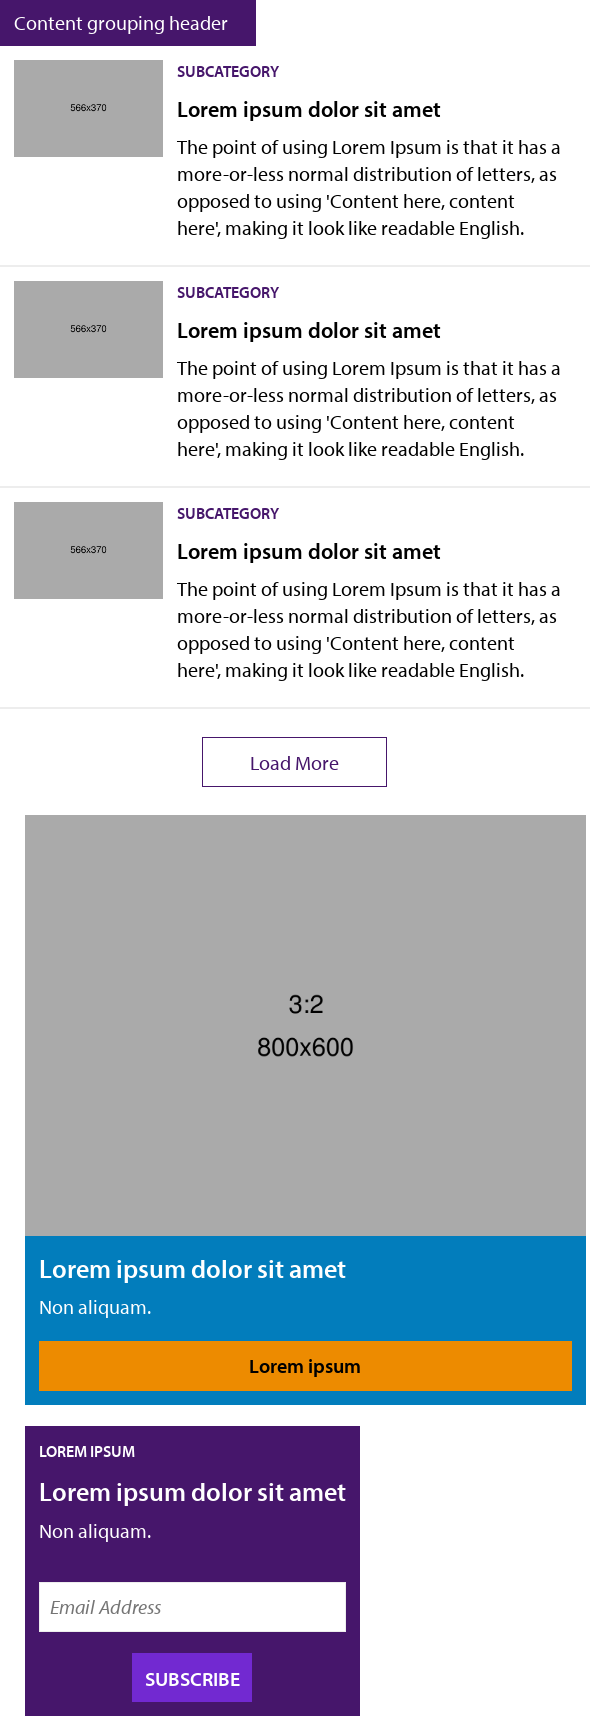 Content grouping header
566x370
SUBCATEGORY
Lorem ipsum dolor sit amet
The point of using Lorem Ipsum is that it has a
more-or-less normal distribution of letters, as
opposed to using 'Content here, content
here', making it look like readable English.
566x370
SUBCATEGORY
Lorem ipsum dolor sit amet
The point of using Lorem Ipsum is that it has a
more-or-less normal distribution of letters, as
opposed to using 'Content here, content
here', making it look like readable English.
566x370
SUBCATEGORY
Lorem ipsum dolor sit amet
The point of using Lorem Ipsum is that it has a
more-or-less normal distribution of letters, as
opposed to using 'Content here, content
here', making it look like readable English.
Load More
3:2
800x600
Lorem ipsum dolor sit amet
Non aliquam.
Lorem ipsum
LOREM IPSUM
Lorem ipsum dolor sit amet
Non aliquam.
Email Address
SUBSCRIBE